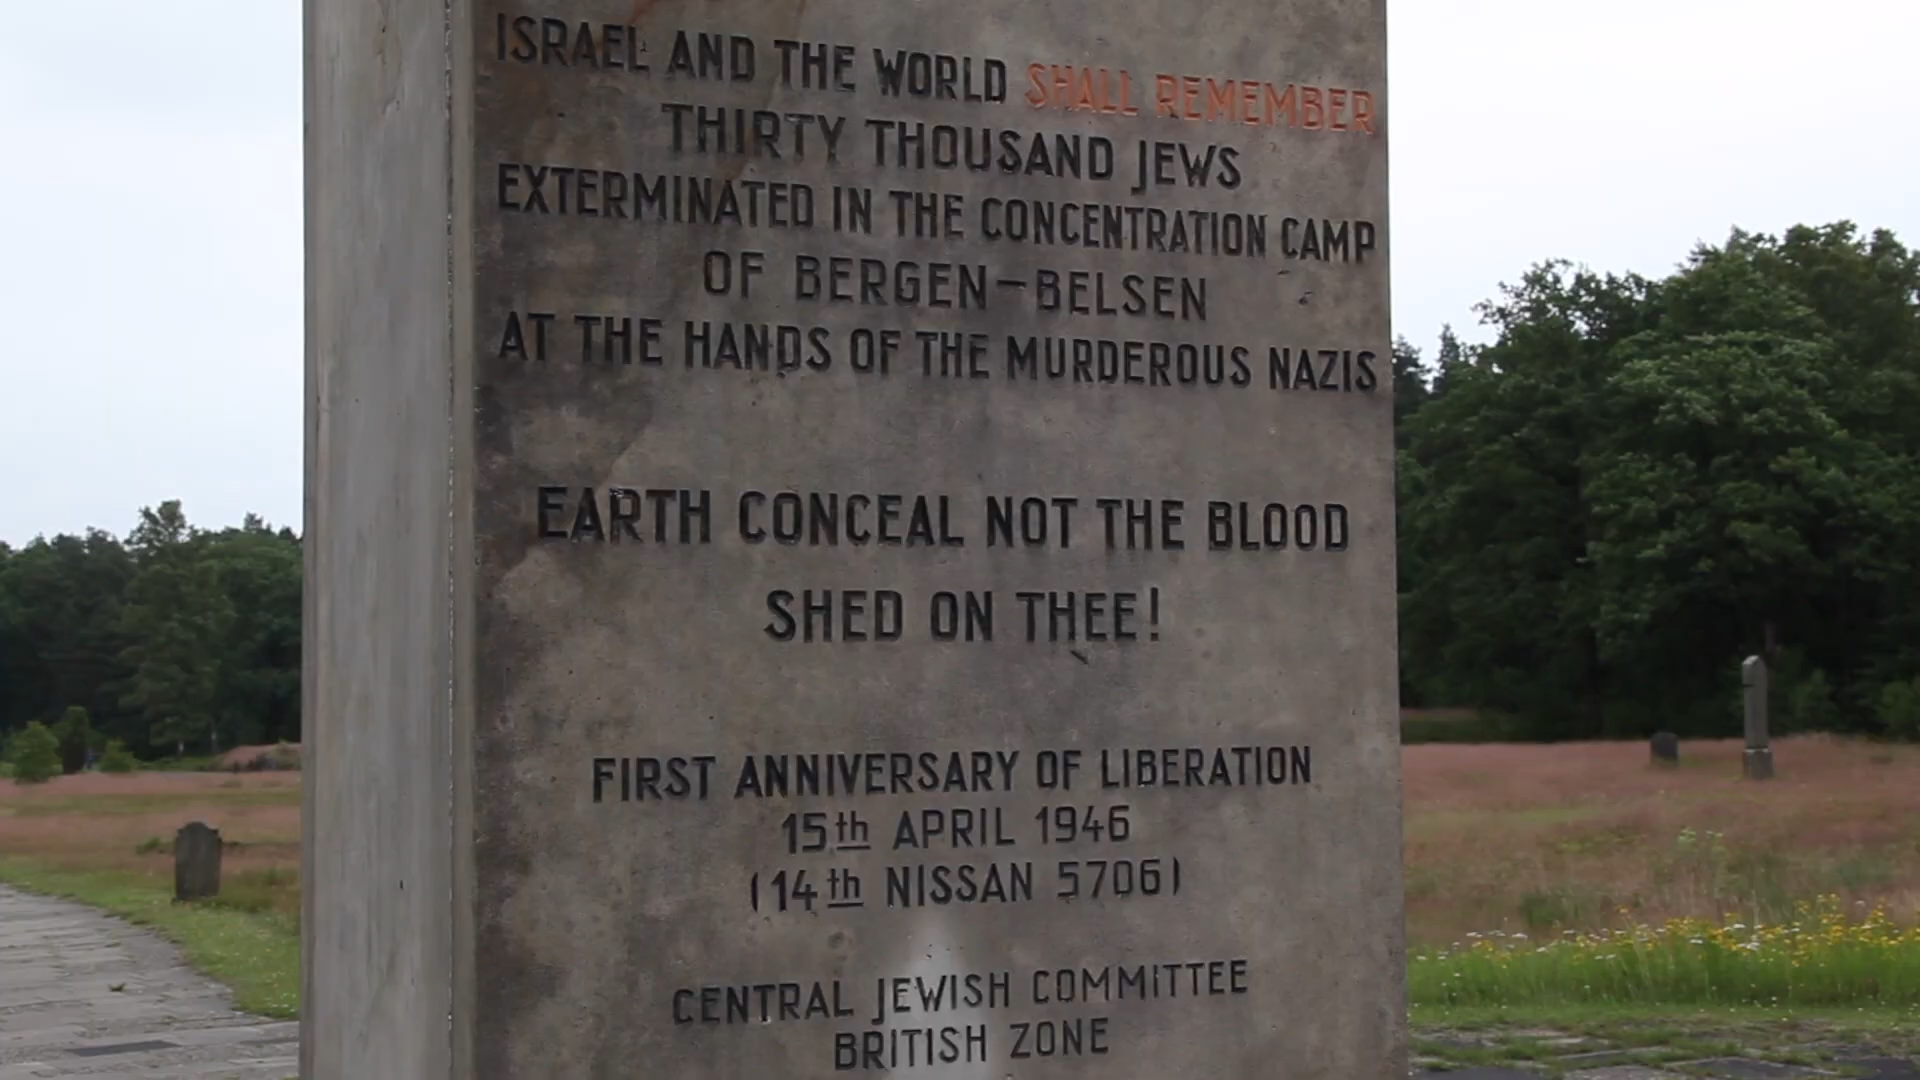 ISRAEL AND THE WORLD SHALL REMEMBER
THIRTY THOUSAND JEWS
EXTERMINATED IN THE CONCENTRATION CAMP
OF BERGEN-BELSEN
AT THE HANDS OF THE MURDEROUS NAZIS
EARTH CONCEAL NOT THE BLOOD
SHED ON THEE!
FIRST ANNIVERSARY OF LIBERATION
15th APRIL 1946
(14th NISSAN 5706)
CENTRAL JEWISH COMMITTEE
BRITISH ZONE